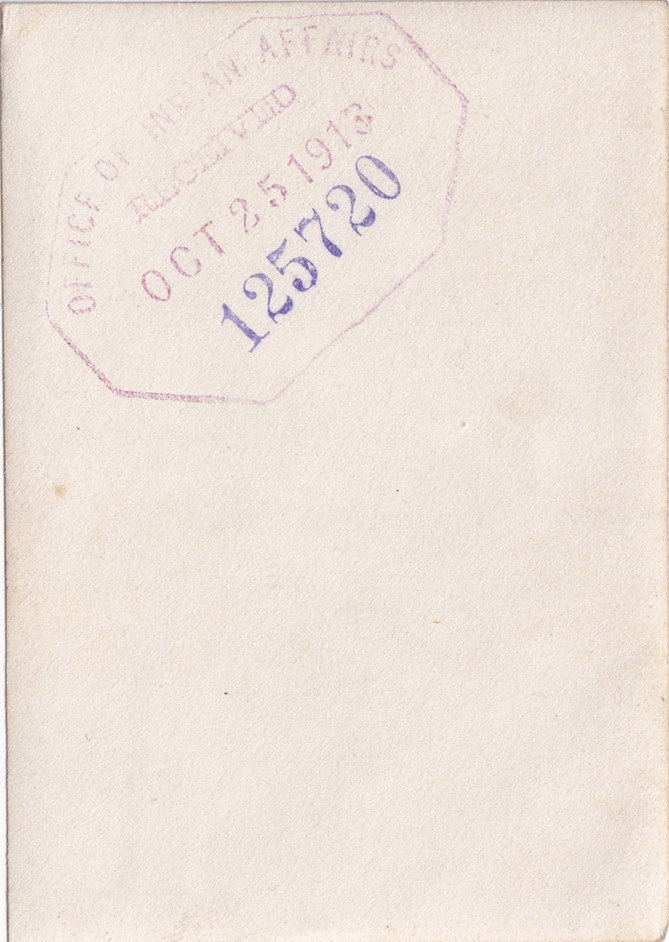 OFFICE OF INDIAN AFFAIRS
RECEIVED
OCT 25 1913
125720